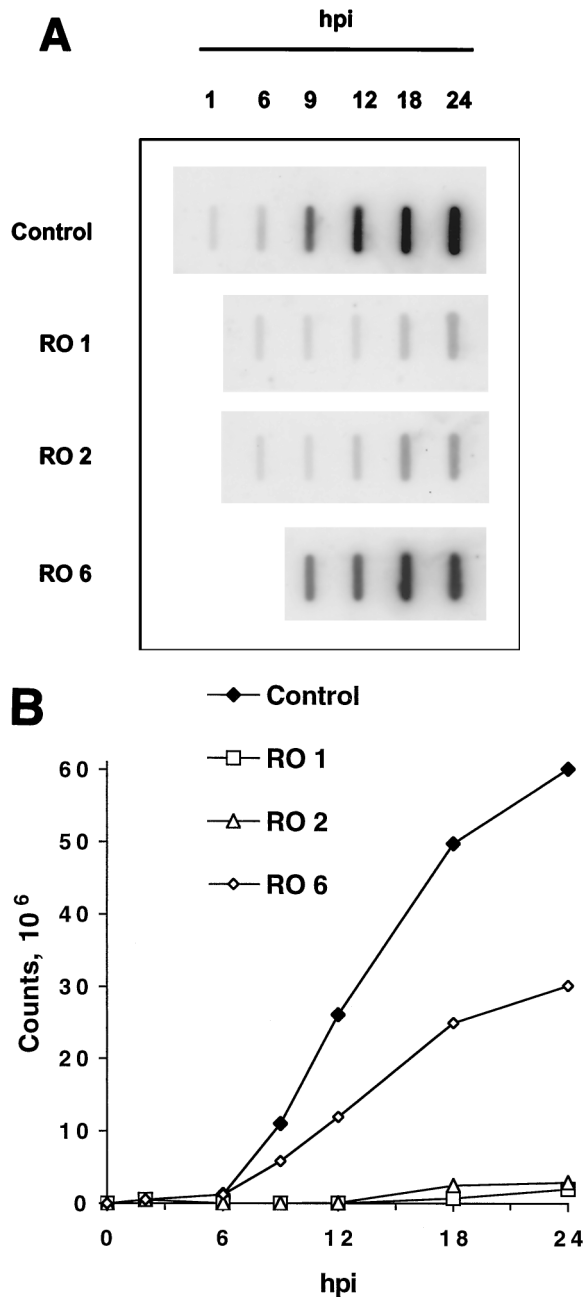 A
hpi
1 6 9 12 18 24
Control
RO 1
RO 2
RO 6
B
Control
RO 1
RO 2
RO 6
60
50
40
30
20
10
0
Counts, 10⁶
0 6 12 18 24
hpi